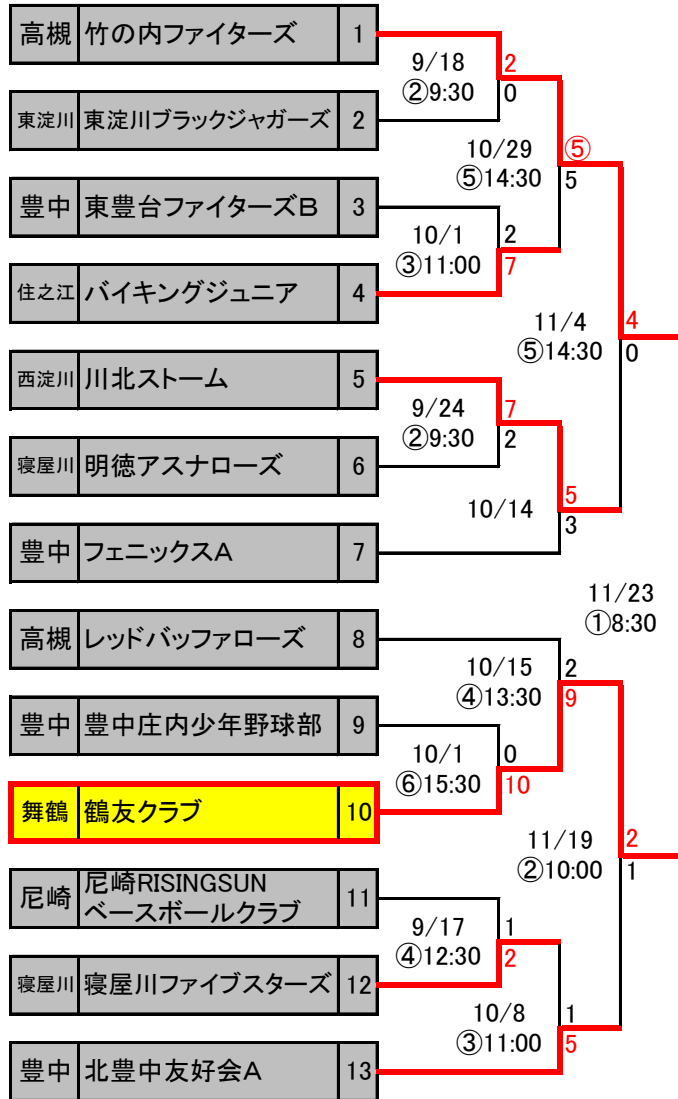 高槻 竹の内ファイターズ 1
9/18 2
②9:30 0
東淀川 東淀川ブラックジャガーズ 2
10/29 ⑤
⑤14:30 5
豊中 東豊台ファイターズB 3
10/1 2
③11:00 7
住之江 バイキングジュニア 4
11/4 4
⑤14:30 0
西淀川 川北ストーム 5
9/24 7
②9:30 2
寝屋川 明徳アスナローズ 6
10/14 5
3
豊中 フェニックスA 7
11/23
①8:30
高槻 レッドバッファローズ 8
10/15 2
④13:30 9
豊中 豊中庄内少年野球部 9
10/1 0
⑥15:30 10
舞鶴 鶴友クラブ 10
11/19 2
②10:00 1
尼崎 尼崎RISINGSUN
ベースボールクラブ 11
9/17 1
④12:30 2
寝屋川 寝屋川ファイブスターズ 12
10/8 1
③11:00 5
豊中 北豊中友好会A 13